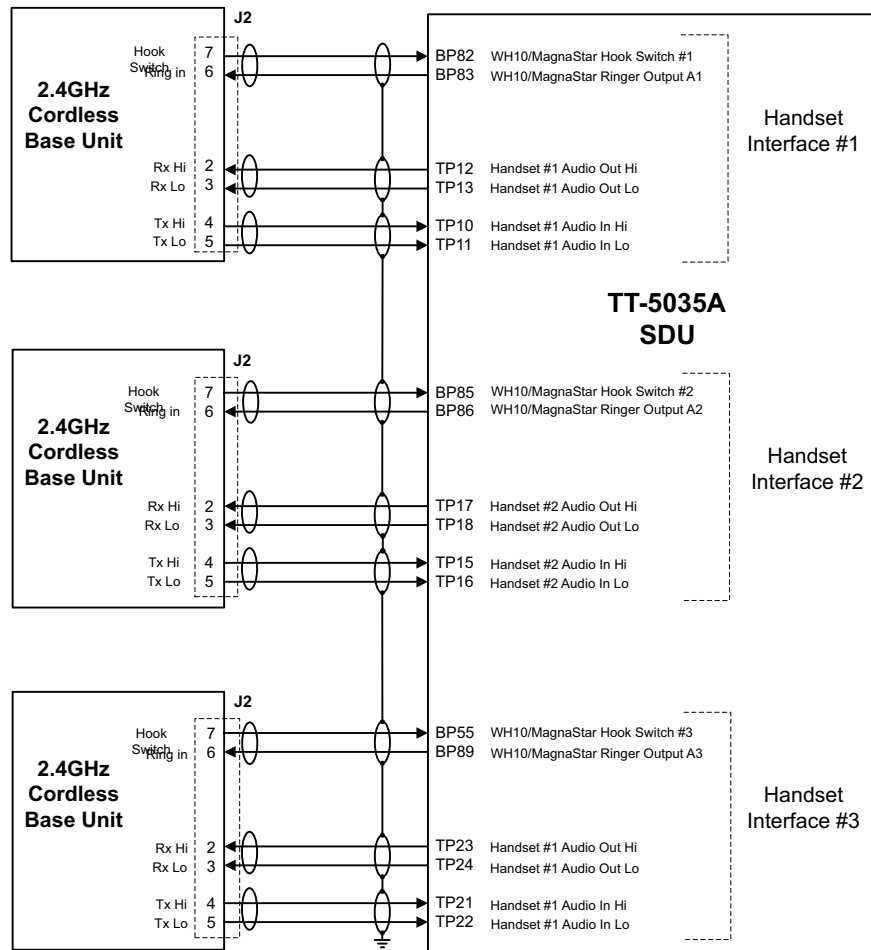 J2
Hook
Switch
7
BP82 WH10/MagnaStar Hook Switch #1
Ring in
6
BP83 WH10/MagnaStar Ringer Output A1
2.4GHz
Cordless
Base Unit
Handset
Interface #1
Rx Hi 2 TP12 Handset #1 Audio Out Hi
Rx Lo 3 TP13 Handset #1 Audio Out Lo
Tx Hi 4 TP10 Handset #1 Audio In Hi
Tx Lo 5 TP11 Handset #1 Audio In Lo
TT-5035A
SDU
J2
Hook
Switch
7
BP85 WH10/MagnaStar Hook Switch #2
Ring in
6
BP86 WH10/MagnaStar Ringer Output A2
2.4GHz
Cordless
Base Unit
Handset
Interface #2
Rx Hi 2 TP17 Handset #2 Audio Out Hi
Rx Lo 3 TP18 Handset #2 Audio Out Lo
Tx Hi 4 TP15 Handset #2 Audio In Hi
Tx Lo 5 TP16 Handset #2 Audio In Lo
J2
Hook
Switch
7
BP55 WH10/MagnaStar Hook Switch #3
Ring in
6
BP89 WH10/MagnaStar Ringer Output A3
2.4GHz
Cordless
Base Unit
Handset
Interface #3
Rx Hi 2 TP23 Handset #1 Audio Out Hi
Rx Lo 3 TP24 Handset #1 Audio Out Lo
Tx Hi 4 TP21 Handset #1 Audio In Hi
Tx Lo 5 TP22 Handset #1 Audio In Lo